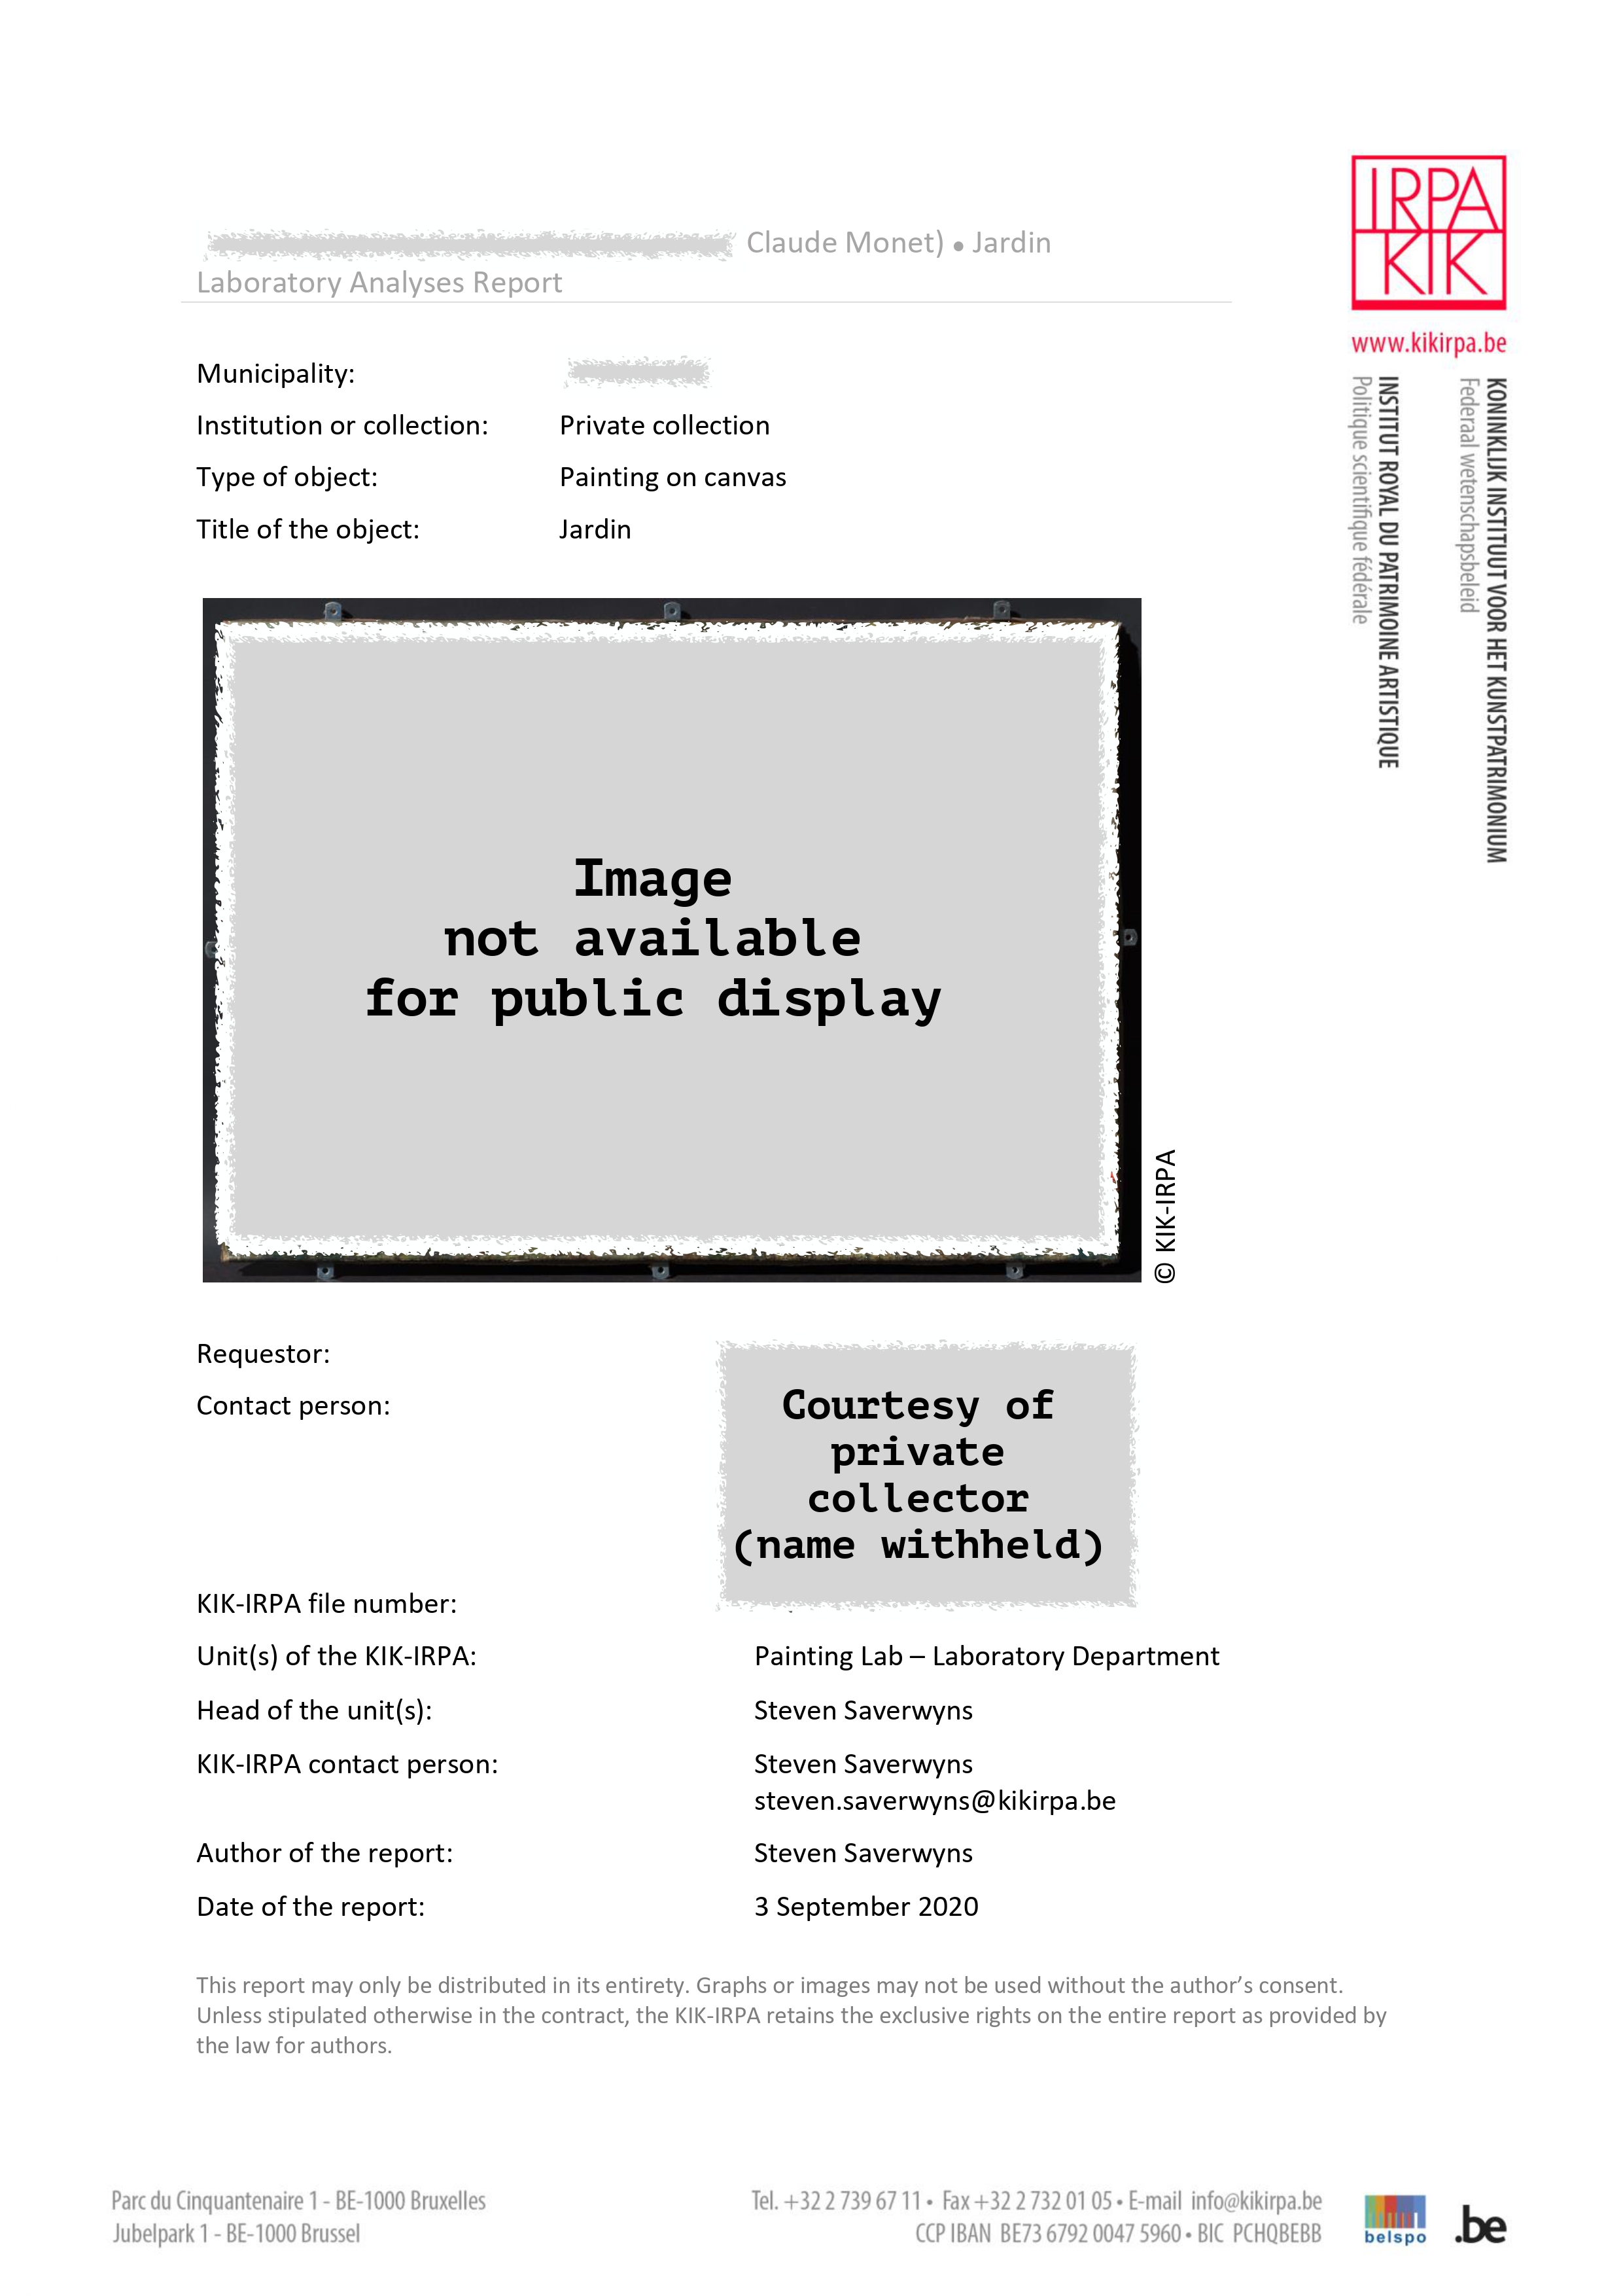 Claude Monet) • Jardin
Laboratory Analyses Report
IRPA
KIK
www.kikirpa.be
KONINKLIJK INSTITUUT VOOR HET KUNSTPATRIMONIUM
Federaal wetenschapsbeleid
INSTITUT ROYAL DU PATRIMOINE ARTISTIQUE
Politique scientifique fédérale
Municipality:
Institution or collection: Private collection
Type of object: Painting on canvas
Title of the object: Jardin
Image
not available
for public display
© KIK-IRPA
Requestor:
Contact person:
Courtesy of
private
collector
(name withheld)
KIK-IRPA file number:
Unit(s) of the KIK-IRPA: Painting Lab – Laboratory Department
Head of the unit(s): Steven Saverwyns
KIK-IRPA contact person: Steven Saverwyns
steven.saverwyns@kikirpa.be
Author of the report: Steven Saverwyns
Date of the report: 3 September 2020
This report may only be distributed in its entirety. Graphs or images may not be used without the author's consent.
Unless stipulated otherwise in the contract, the KIK-IRPA retains the exclusive rights on the entire report as provided by
the law for authors.
Parc du Cinquantenaire 1 - BE-1000 Bruxelles
Jubelpark 1 - BE-1000 Brussel
Tel. +32 2 739 67 11 • Fax +32 2 732 01 05 • E-mail info@kikirpa.be
CCP IBAN BE73 6792 0047 5960 • BIC PCHQBEBB
belspo
.be